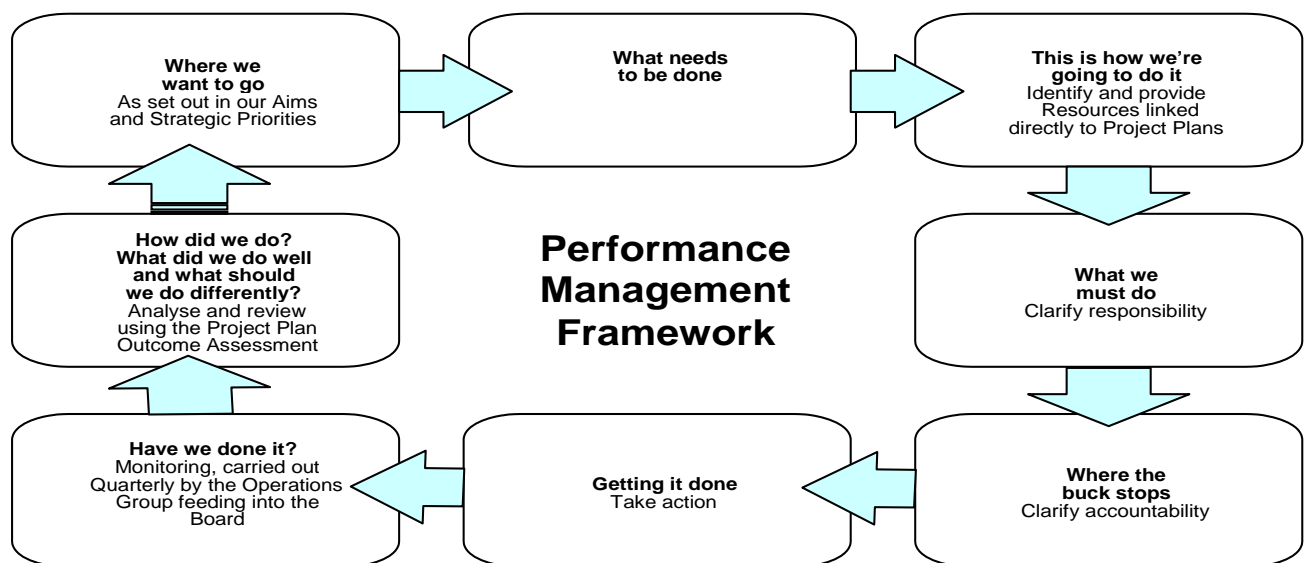 Where we
want to go
As set out in our Aims
and Strategic Priorities
What needs
to be done
This is how we're
going to do it
Identify and provide
Resources linked
directly to Project Plans
What we
must do
Clarify responsibility
Where the
buck stops
Clarify accountability
Getting it done
Take action
Have we done it?
Monitoring, carried out
Quarterly by the Operations
Group feeding into the
Board
How did we do?
What did we do well
and what should
we do differently?
Analyse and review
using the Project Plan
Outcome Assessment
Performance
Management
Framework